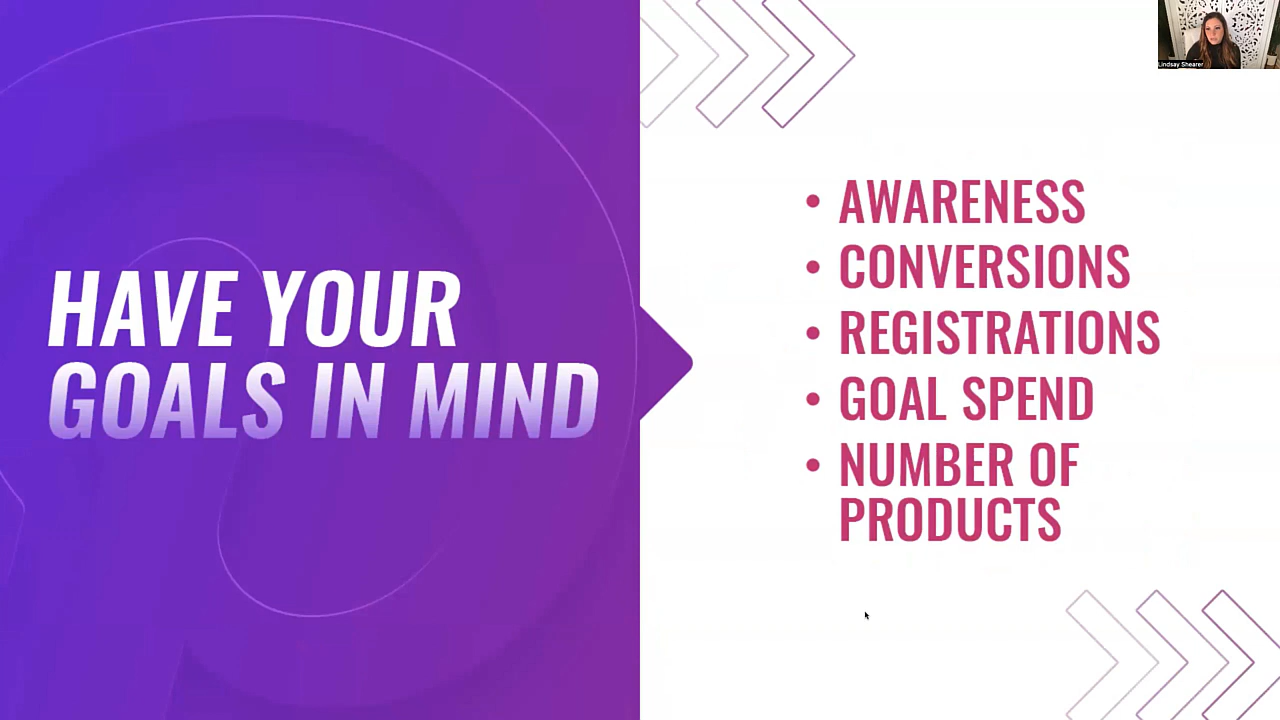 Lindsay Shearer
HAVE YOUR
GOALS IN MIND
• AWARENESS
• CONVERSIONS
• REGISTRATIONS
• GOAL SPEND
• NUMBER OF
PRODUCTS